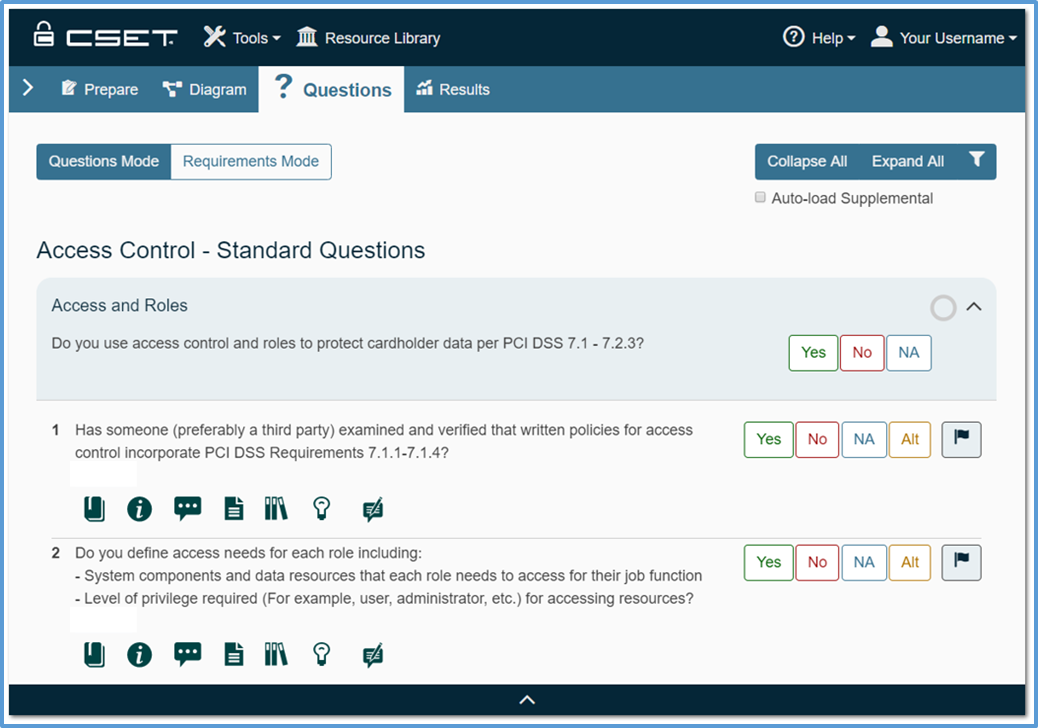 CSET Tools Resource Library Help Your Username
Prepare Diagram ? Questions Results
Questions Mode Requirements Mode Collapse All Expand All
Auto-load Supplemental
Access Control - Standard Questions
Access and Roles
Do you use access control and roles to protect cardholder data per PCI DSS 7.1 - 7.2.3?
Yes No NA
1 Has someone (preferably a third party) examined and verified that written policies for access
control incorporate PCI DSS Requirements 7.1.1-7.1.4?
Yes No NA Alt
2 Do you define access needs for each role including:
- System components and data resources that each role needs to access for their job function
- Level of privilege required (For example, user, administrator, etc.) for accessing resources?
Yes No NA Alt